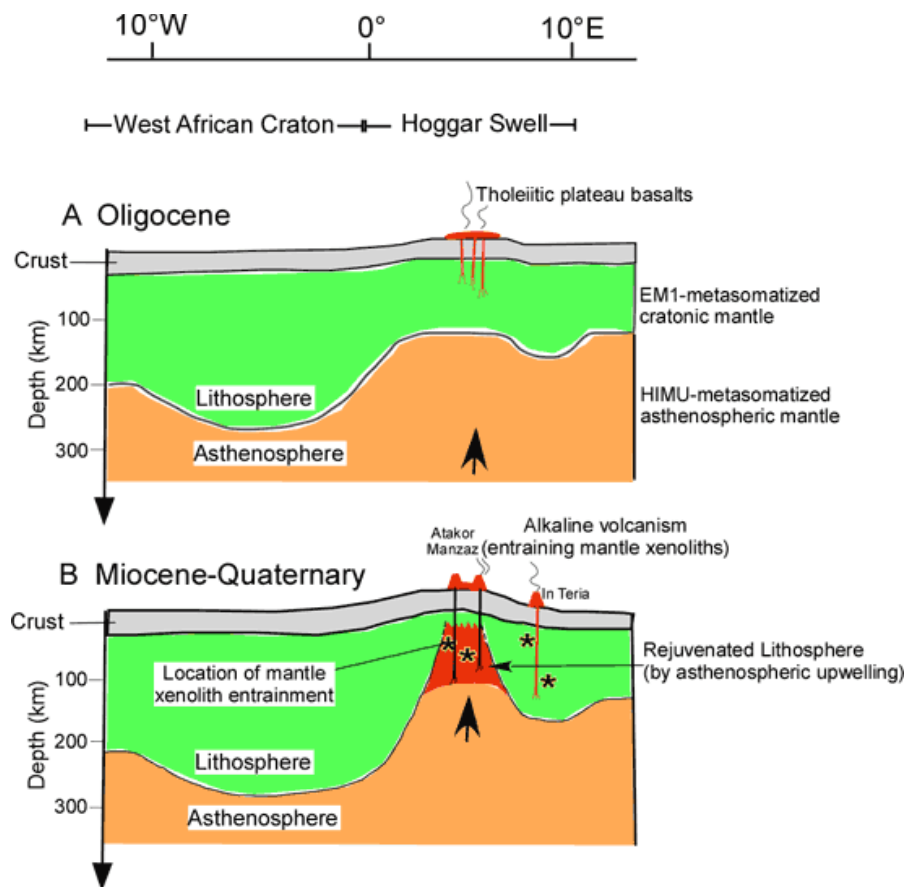 10°W 0° 10°E
West African Craton Hoggar Swell
Tholeiitic plateau basalts
A Oligocene
Crust
EM1-metasomatized
cratonic mantle
100
Depth (km)
200
Lithosphere
HIMU-metasomatized
asthenospheric mantle
Asthenosphere
300
Atakor
Manzaz
Alkaline volcanism
(entraining mantle xenoliths)
B Miocene-Quaternary
In Teria
Crust
Location of mantle
xenolith entrainment
Rejuvenated Lithosphere
(by asthenospheric upwelling)
100
Depth (km)
200
Lithosphere
300
Asthenosphere